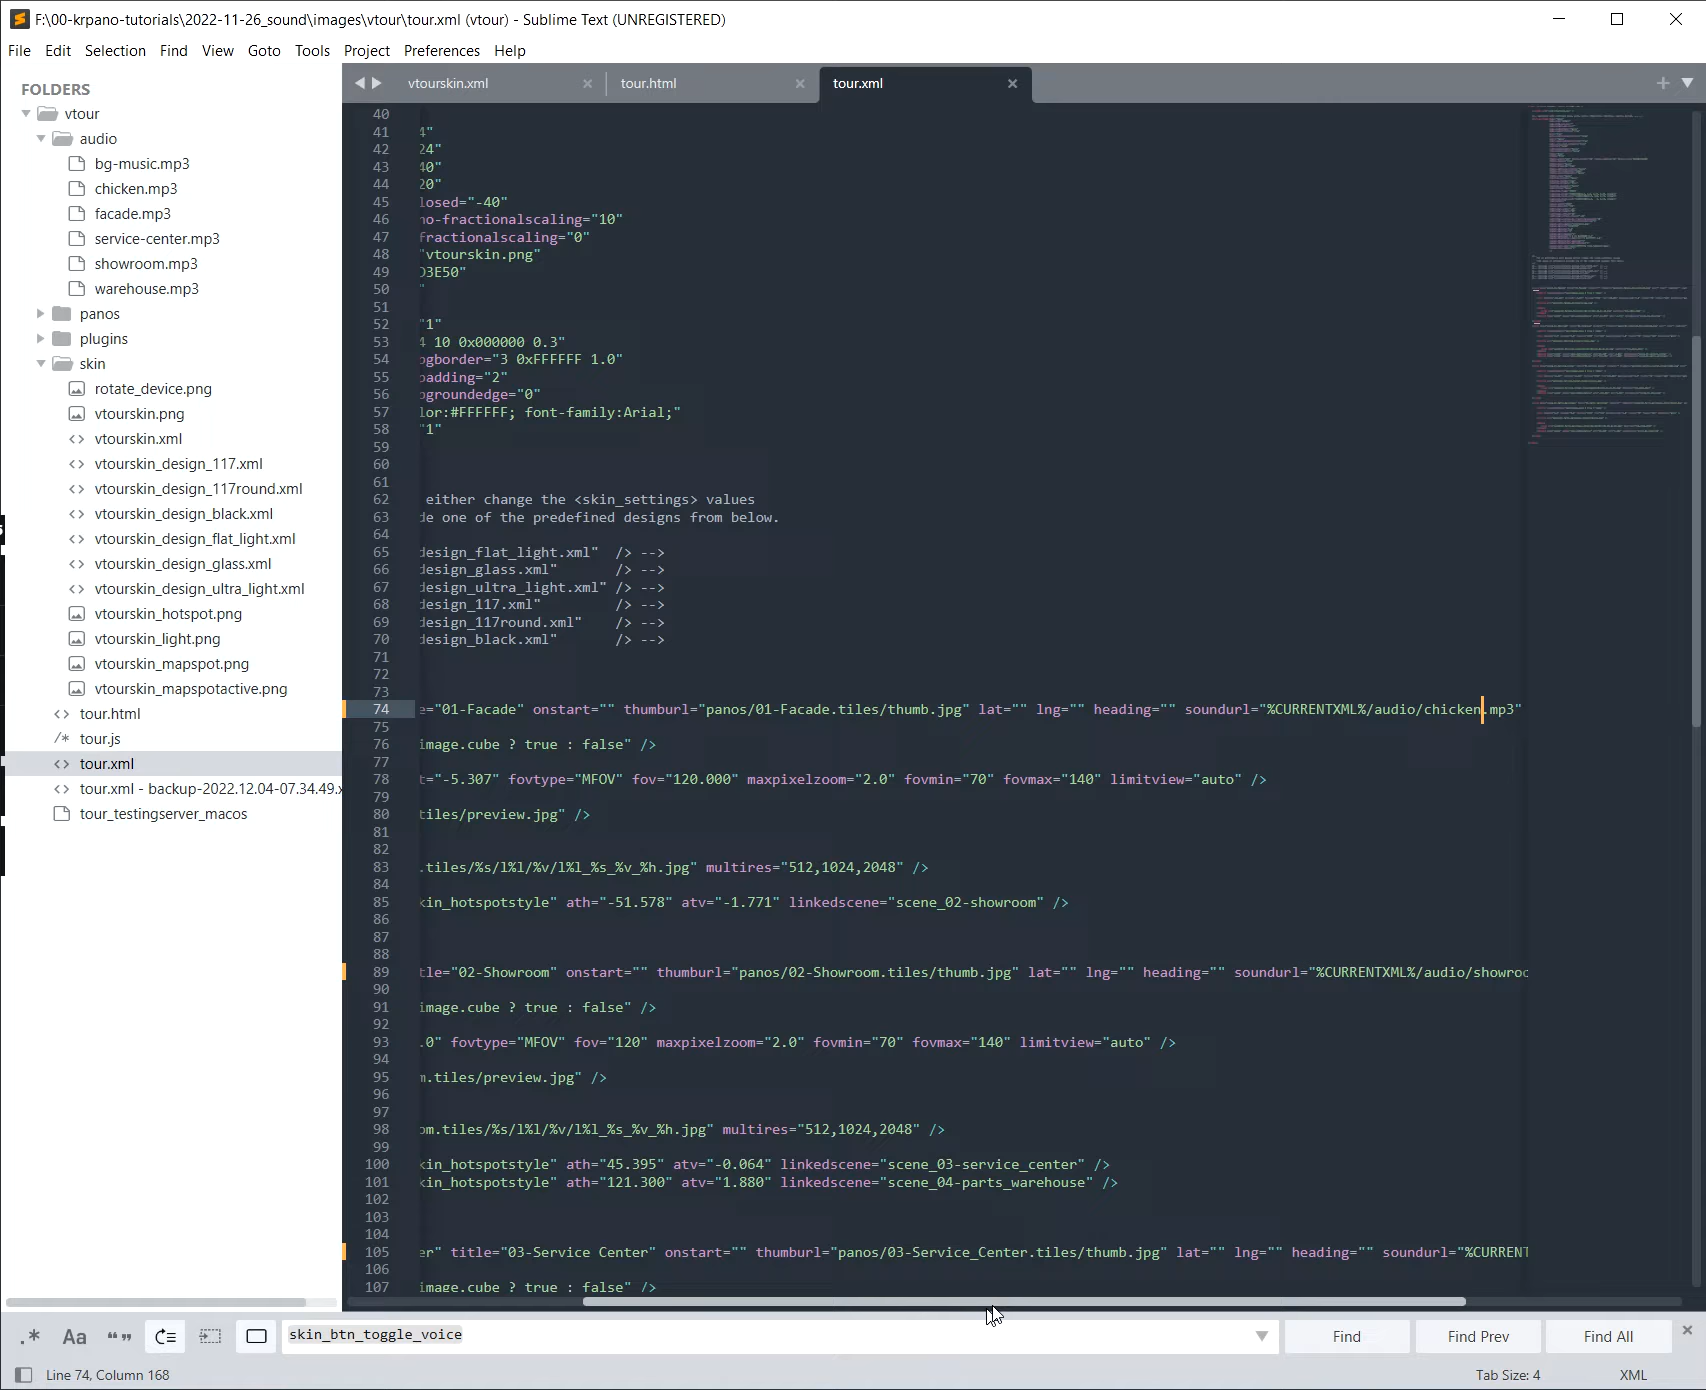 F:\00-krpano-tutorials\2022-11-26_sound\images\vtour\tour.xml (vtour) - Sublime Text (UNREGISTERED)
File Edit Selection Find View Goto Tools Project Preferences Help
FOLDERS
vtour
audio
bg-music.mp3
chicken.mp3
facade.mp3
service-center.mp3
showroom.mp3
warehouse.mp3
panos
plugins
skin
rotate_device.png
vtourskin.png
vtourskin.xml
vtourskin_design_117.xml
vtourskin_design_117round.xml
vtourskin_design_black.xml
vtourskin_design_flat_light.xml
vtourskin_design_glass.xml
vtourskin_design_ultra_light.xml
vtourskin_hotspot.png
vtourskin_light.png
vtourskin_mapspot.png
vtourskin_mapspotactive.png
tour.html
/* tour.js
tour.xml
tour.xml - backup-2022.12.04-07.34.49.x
tour_testingserver_macos
vtourskin.xml tour.html tour.xml
40
41 4"
42 24"
43 40"
44 20"
45 losed="-40"
46 no-fractionalscaling="10"
47 fractionalscaling="0"
48 "vtourskin.png"
49 D3E50"
50 "
51
52 "1"
53 4 10 0x000000 0.3"
54 bgborder="3 0xFFFFFF 1.0"
55 padding="2"
56 bgroundedge="0"
57 lor:#FFFFFF; font-family:Arial;"
58 "1"
59
60
61
62 either change the <skin_settings> values
63 de one of the predefined designs from below.
64
65 design_flat_light.xml" /> -->
66 design_glass.xml" /> -->
67 design_ultra_light.xml" /> -->
68 design_117.xml" /> -->
69 design_117round.xml" /> -->
70 design_black.xml" /> -->
71
72
73
74 e="01-Facade" onstart="" thumburl="panos/01-Facade.tiles/thumb.jpg" lat="" lng="" heading="" soundurl="%CURRENTXML%/audio/chicken.mp3"
75
76 image.cube ? true : false" />
77
78 t="-5.307" fovtype="MFOV" fov="120.000" maxpixelzoom="2.0" fovmin="70" fovmax="140" limitview="auto" />
79
80 tiles/preview.jpg" />
81
82
83 .tiles/%s/l%l/%v/l%l_%s_%v_%h.jpg" multires="512,1024,2048" />
84
85 kin_hotspotstyle" ath="-51.578" atv="-1.771" linkedscene="scene_02-showroom" />
86
87
88
89 tle="02-Showroom" onstart="" thumburl="panos/02-Showroom.tiles/thumb.jpg" lat="" lng="" heading="" soundurl="%CURRENTXML%/audio/showroo
90
91 image.cube ? true : false" />
92
93 .0" fovtype="MFOV" fov="120" maxpixelzoom="2.0" fovmin="70" fovmax="140" limitview="auto" />
94
95 m.tiles/preview.jpg" />
96
97
98 om.tiles/%s/l%l/%v/l%l_%s_%v_%h.jpg" multires="512,1024,2048" />
99
100 kin_hotspotstyle" ath="45.395" atv="-0.064" linkedscene="scene_03-service_center" />
101 kin_hotspotstyle" ath="121.300" atv="1.880" linkedscene="scene_04-parts_warehouse" />
102
103
104
105 er" title="03-Service Center" onstart="" thumburl="panos/03-Service_Center.tiles/thumb.jpg" lat="" lng="" heading="" soundurl="%CURRENT
106
107 image.cube ? true : false" />
.* Aa “” skin_btn_toggle_voice Find Find Prev Find All
Line 74, Column 168 Tab Size: 4 XML